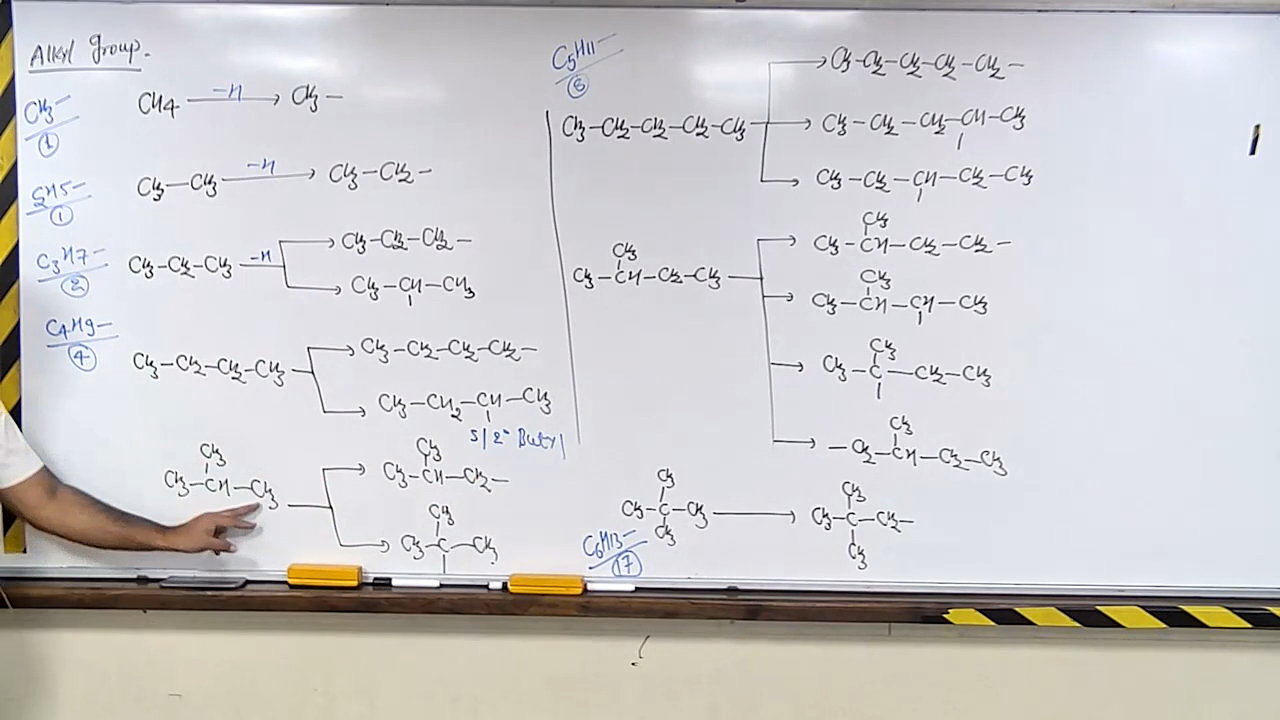 Alkyl Group.
CH3-
1
CH4 -H→ CH3-
C2H5-
1
CH3-CH3 -H→ CH3-CH2-
C3H7-
2
CH3-CH2-CH3 -H→
CH3-CH2-CH2-
CH3-CH-CH3
C4H9-
4
CH3-CH2-CH2-CH3
CH3-CH2-CH2-CH2-
CH3-CH2-CH-CH3
S/2° Butyl
CH3
CH3-CH-CH3
CH3
CH3-CH-CH2-
CH3
CH3-C-CH3
C5H11-
8
CH3-CH2-CH2-CH2-CH3
CH3-CH2-CH2-CH2-CH2-
CH3-CH2-CH2-CH-CH3
CH3-CH2-CH-CH2-CH3
CH3
CH3-CH-CH2-CH3
CH3
CH3-CH-CH2-CH2-
CH3
CH3-CH-CH-CH3
CH3
CH3-C-CH2-CH3
CH3
-CH2-CH-CH2-CH3
CH3
CH3-C-CH3 →
CH3
CH3
CH3-C-CH2-
CH3
C6H13-
17